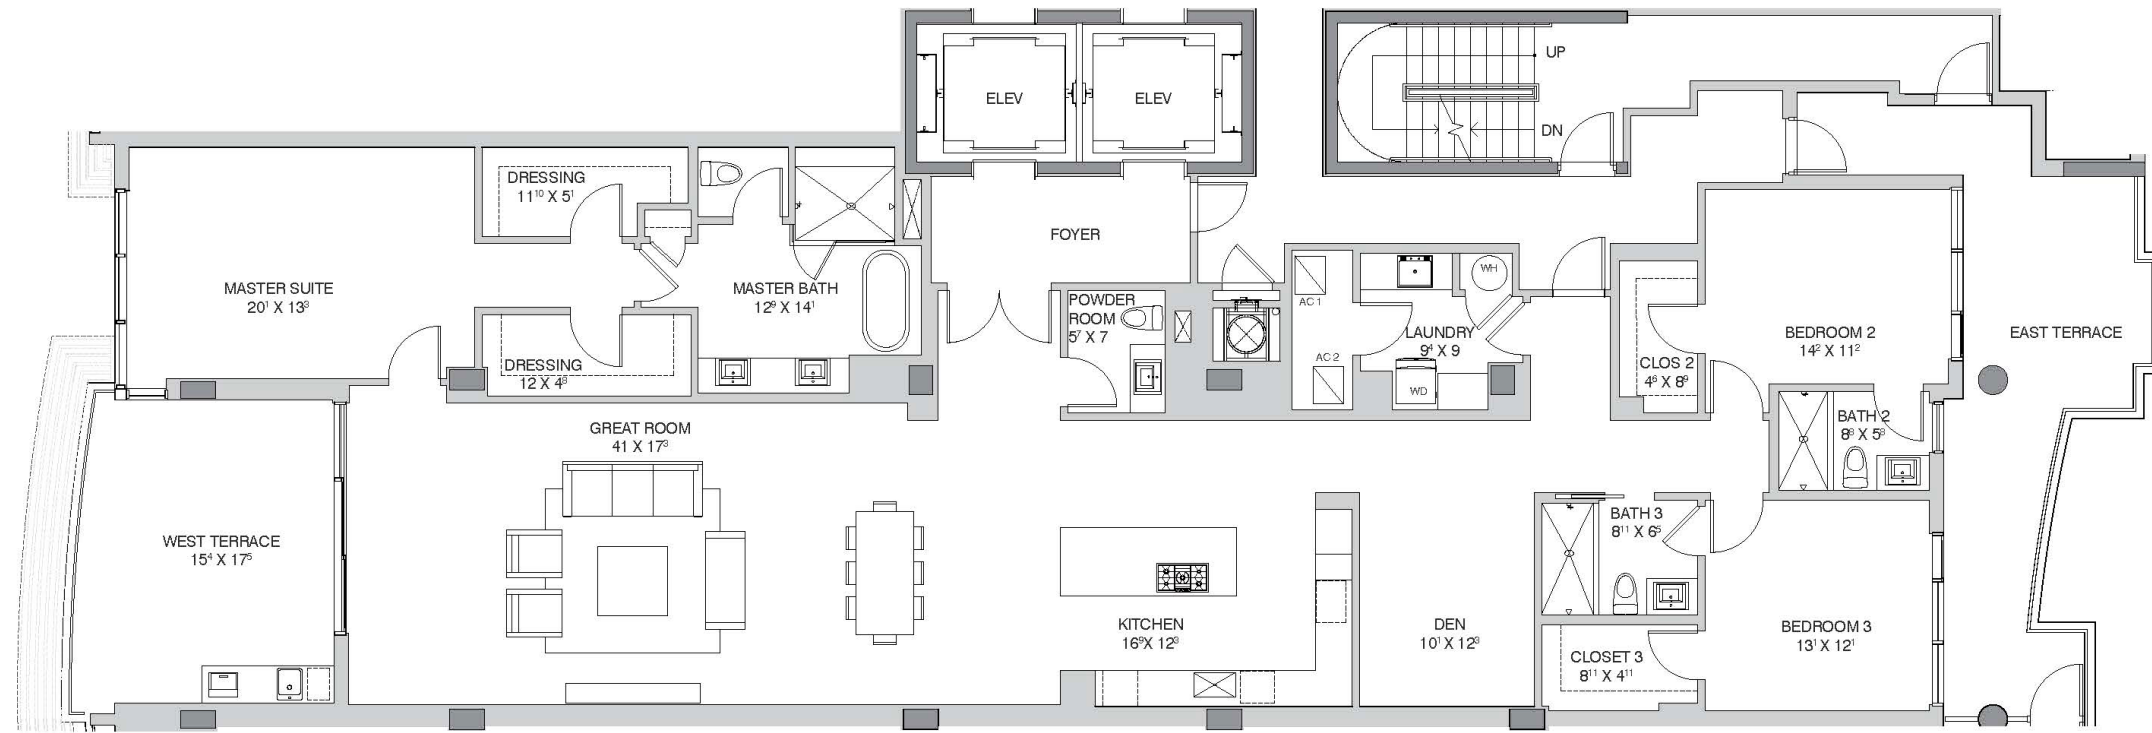 UP
ELEV
ELEV
DN
DRESSING
11¹⁰ X 5¹
FOYER
MASTER SUITE
20¹ X 13³
MASTER BATH
12⁹ X 14¹
WH
AC 1
POWDER
ROOM
5⁷ X 7
LAUNDRY
9⁴ X 9
BEDROOM 2
14² X 11²
EAST TERRACE
DRESSING
12 X 4⁸
AC 2
WD
CLOS 2
4⁶ X 8⁹
BATH 2
8⁸ X 5³
GREAT ROOM
41 X 17³
WEST TERRACE
15⁴ X 17⁵
BATH 3
8¹¹ X 6⁵
KITCHEN
16⁹ X 12³
DEN
10¹ X 12³
BEDROOM 3
13¹ X 12¹
CLOSET 3
8¹¹ X 4¹¹